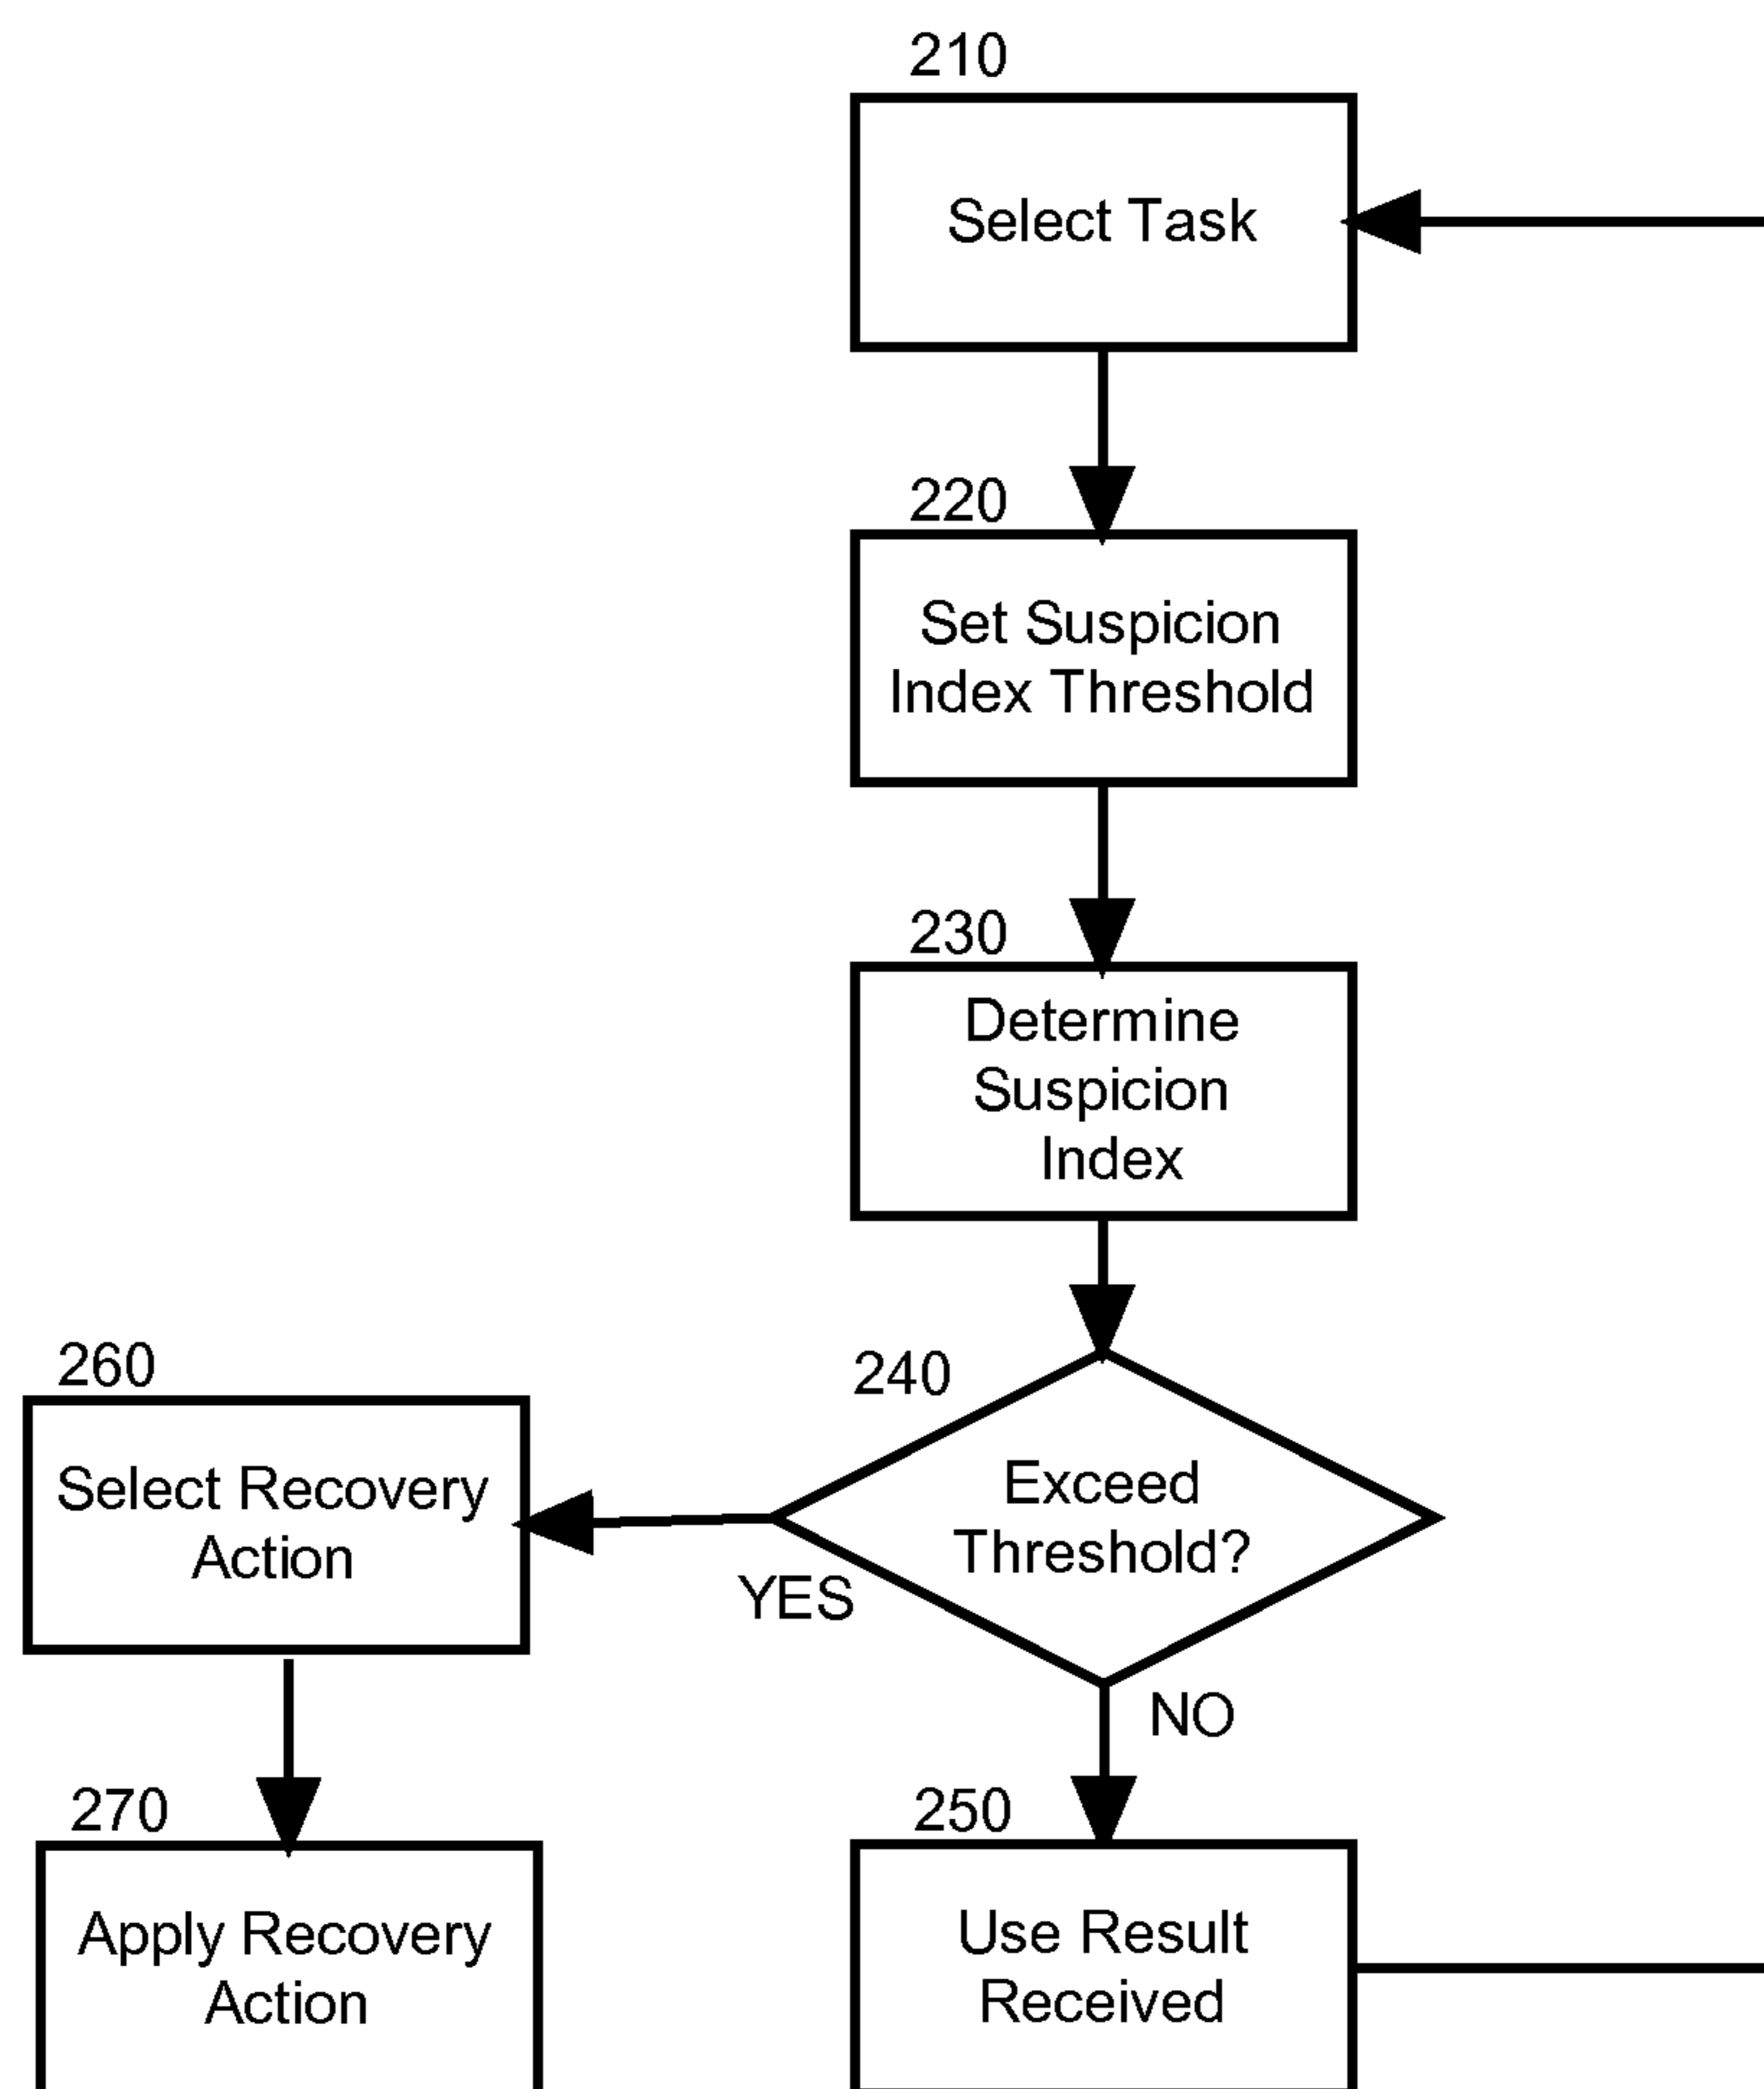 210
Select Task
220
Set Suspicion
Index Threshold
230
Determine
Suspicion
Index
240
Exceed
Threshold?
YES
NO
260
Select Recovery
Action
270
Apply Recovery
Action
250
Use Result
Received